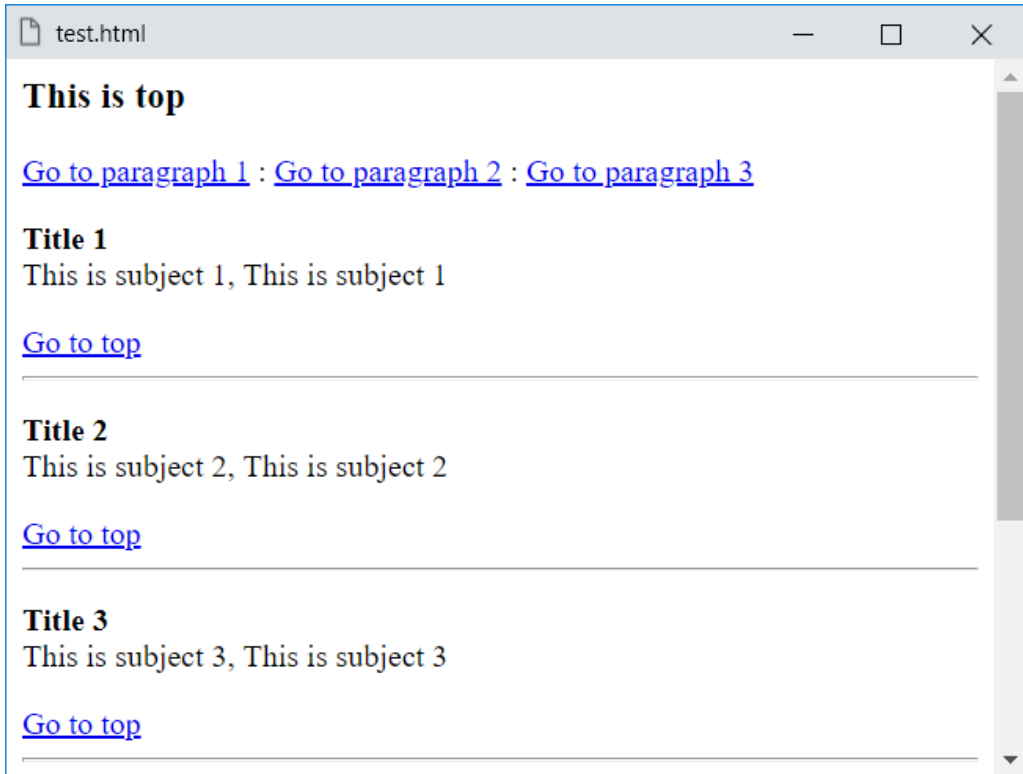 test.html
This is top
Go to paragraph 1 : Go to paragraph 2 : Go to paragraph 3
Title 1
This is subject 1, This is subject 1
Go to top
Title 2
This is subject 2, This is subject 2
Go to top
Title 3
This is subject 3, This is subject 3
Go to top